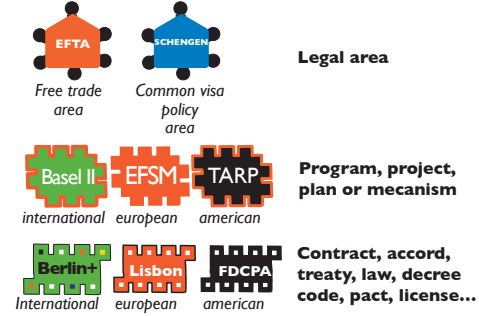 EFTA
SCHENGEN
Legal area
Free trade
area
Common visa
policy
area
Basel II
EFSM
TARP
Program, project,
plan or mecanism
international
european
american
Berlin+
Lisbon
FDCPA
Contract, accord,
treaty, law, decree
code, pact, license...
International
european
american